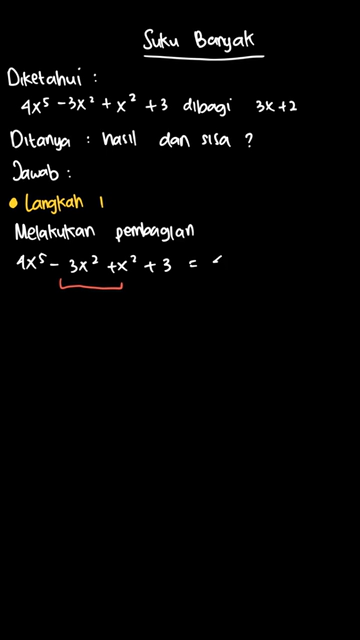 Suku Banyak
Diketahui :
4x⁵ - 3x² + x² + 3 dibagi 3x + 2
Ditanya : hasil dan sisa ?
Jawab :
• Langkah 1
Melakukan pembagian
4x⁵ - 3x² + x² + 3 =